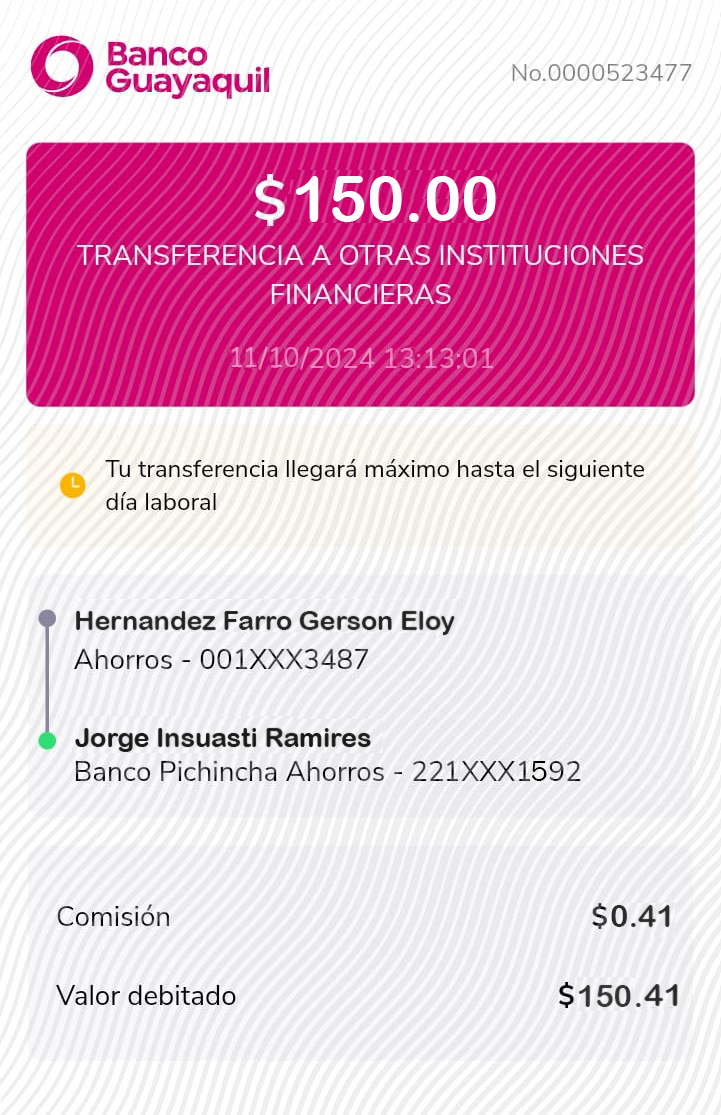 Banco
Guayaquil
No.0000523477
$150.00
TRANSFERENCIA A OTRAS INSTITUCIONES
FINANCIERAS
11/10/2024 13:13:01
Tu transferencia llegará máximo hasta el siguiente
día laboral
Hernandez Farro Gerson Eloy
Ahorros - 001XXX3487
Jorge Insuasti Ramires
Banco Pichincha Ahorros - 221XXX1592
Comisión $0.41
Valor debitado $150.41